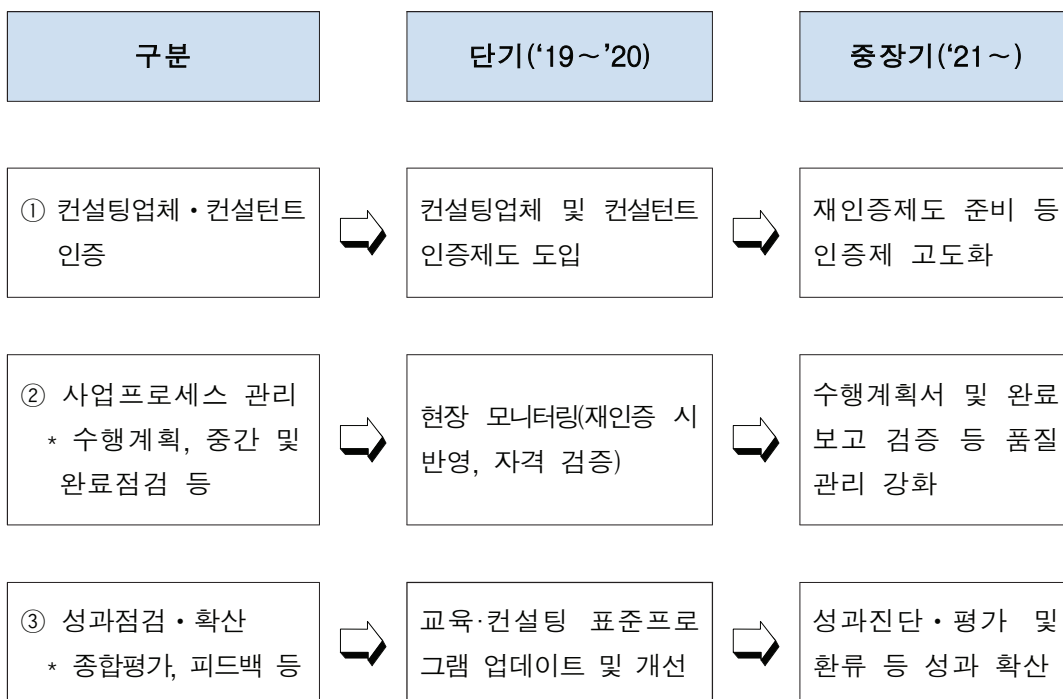 구분
단기(‘19～’20)
중장기(‘21～)
① 컨설팅업체・컨설턴트
인증
컨설팅업체 및 컨설턴트
인증제도 도입
재인증제도 준비 등
인증제 고도화
② 사업프로세스 관리
* 수행계획, 중간 및
완료점검 등
현장 모니터링(재인증 시
반영, 자격 검증)
수행계획서 및 완료
보고 검증 등 품질
관리 강화
③ 성과점검・확산
* 종합평가, 피드백 등
교육·컨설팅 표준프로
그램 업데이트 및 개선
성과진단・평가 및
환류 등 성과 확산